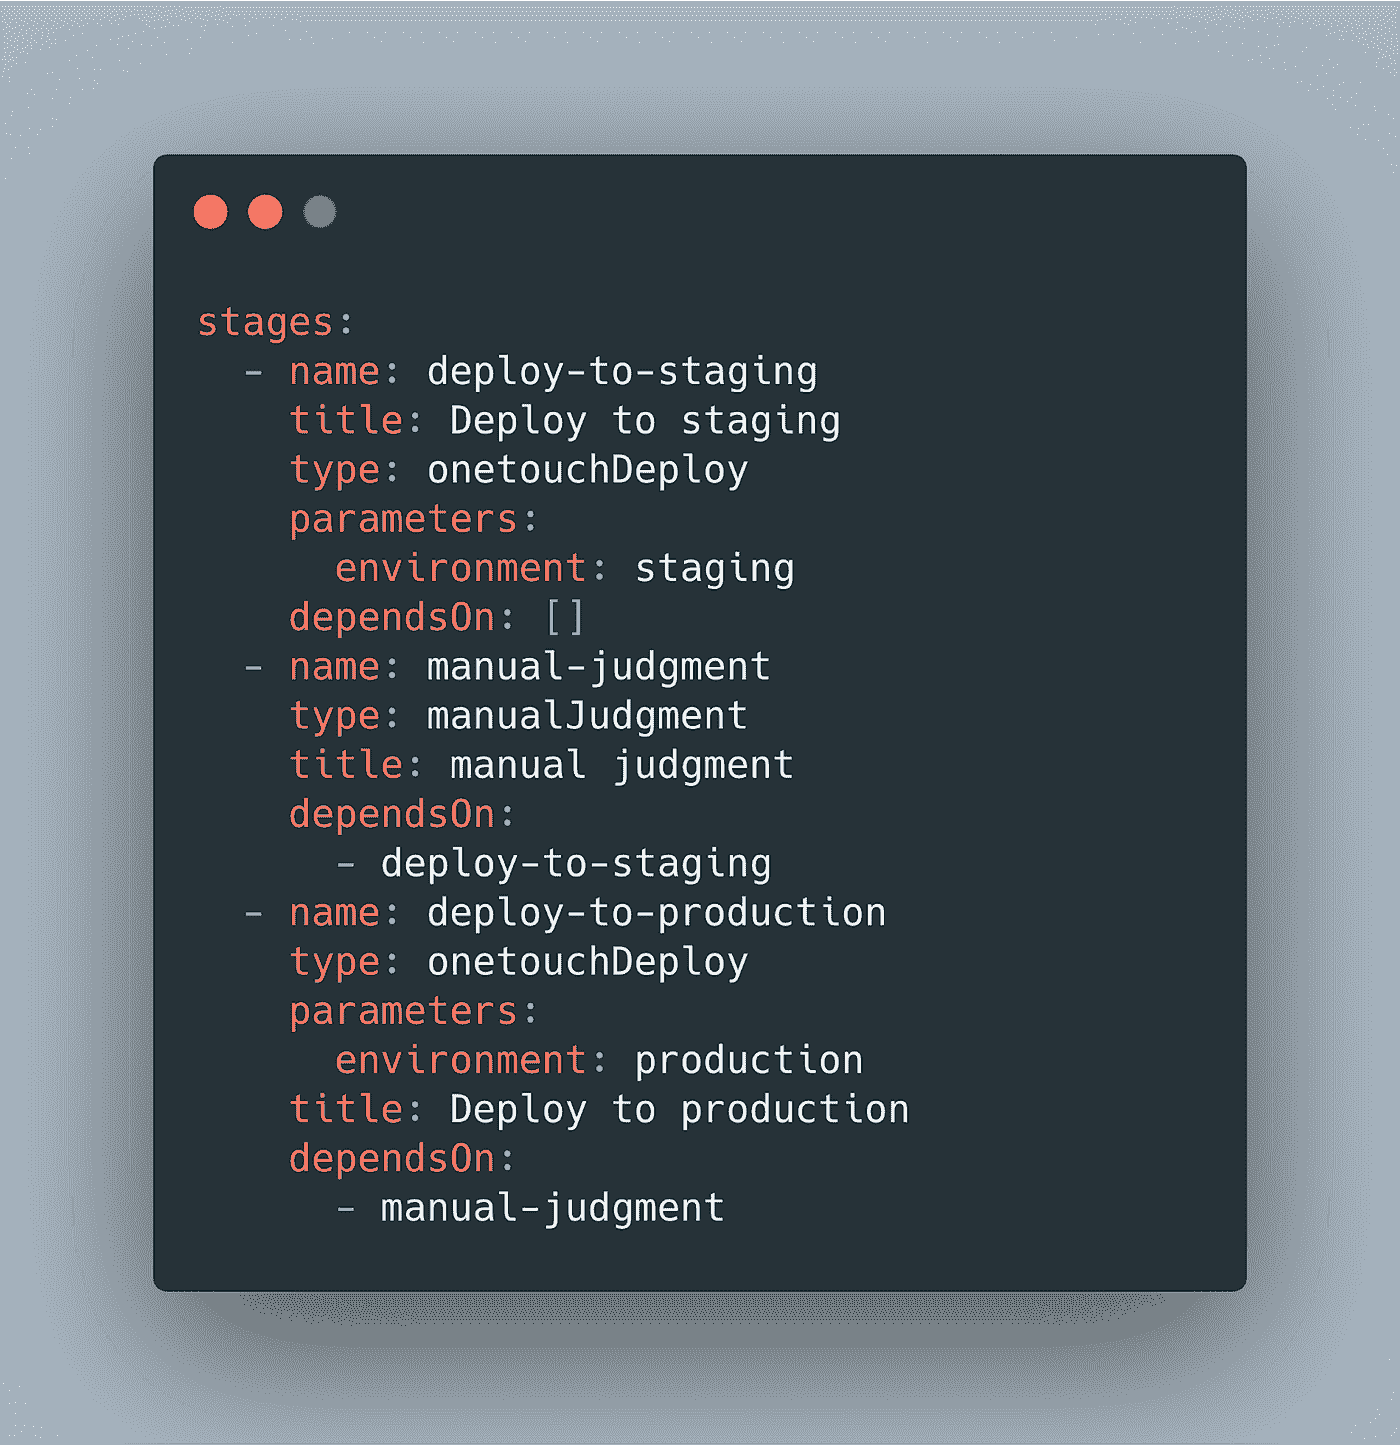 stages:
  - name: deploy-to-staging
    title: Deploy to staging
    type: onetouchDeploy
    parameters:
      environment: staging
    dependsOn: []
  - name: manual-judgment
    type: manualJudgment
    title: manual judgment
    dependsOn:
      - deploy-to-staging
  - name: deploy-to-production
    type: onetouchDeploy
    parameters:
      environment: production
    title: Deploy to production
    dependsOn:
      - manual-judgment